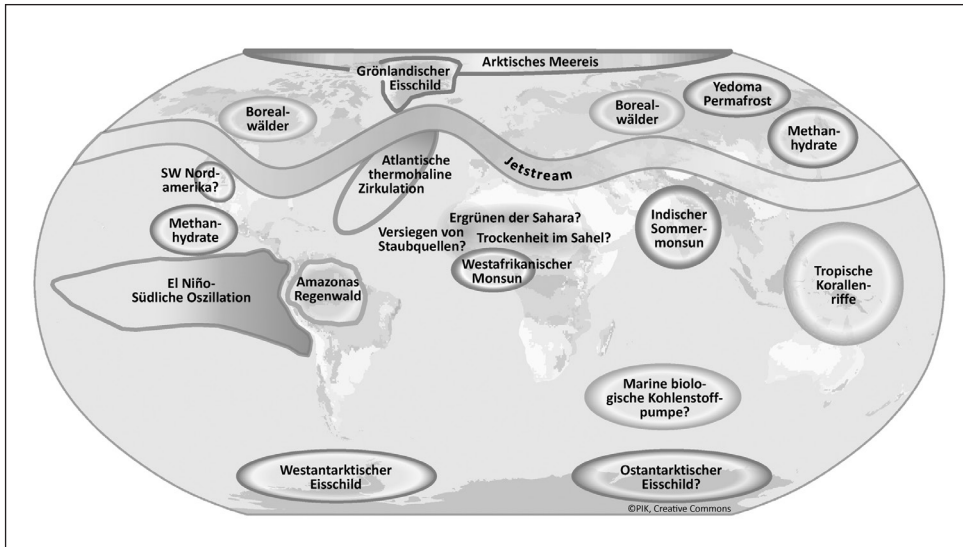 Arktisches Meereis
Grönlandischer
Eisschild
Yedoma
Permafrost
Boreal-
wälder
Boreal-
wälder
Methan-
hydrate
Jetstream
Atlantische
thermohaline
Zirkulation
SW Nord-
amerika?
Methan-
hydrate
Versiegen von
Staubquellen?
Ergrünen der Sahara?
Trockenheit im Sahel?
Westafrikanischer
Monsun
Indischer
Sommer-
monsun
Tropische
Korallen-
riffe
El Niño-
Südliche Oszillation
Amazonas
Regenwald
Marine biolo-
gische Kohlenstoff-
pumpe?
Westantarktischer
Eisschild
Ostantarktischer
Eisschild?
©PIK, Creative Commons